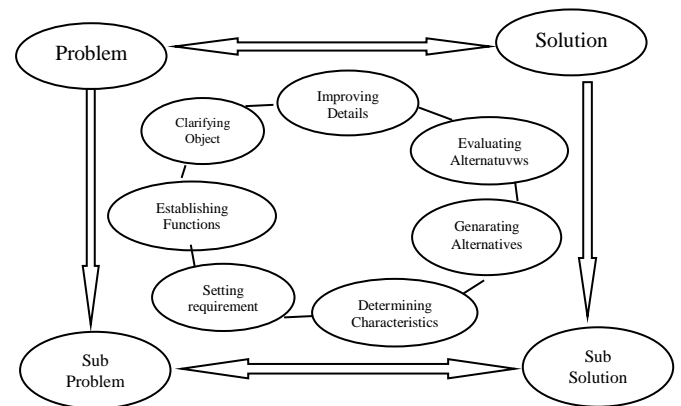 Problem
Solution
Improving
Details
Clarifying
Object
Evaluating
Alternatuvws
Establishing
Functions
Genarating
Alternatives
Setting
requirement
Determining
Characteristics
Sub
Problem
Sub
Solution